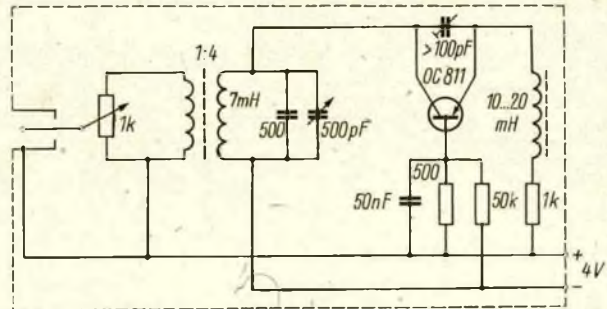 1:4
>100pF
OC 811
1k
7mH
500
500pF
10...20
mH
50nF
500
50k
1k
+
4V
−